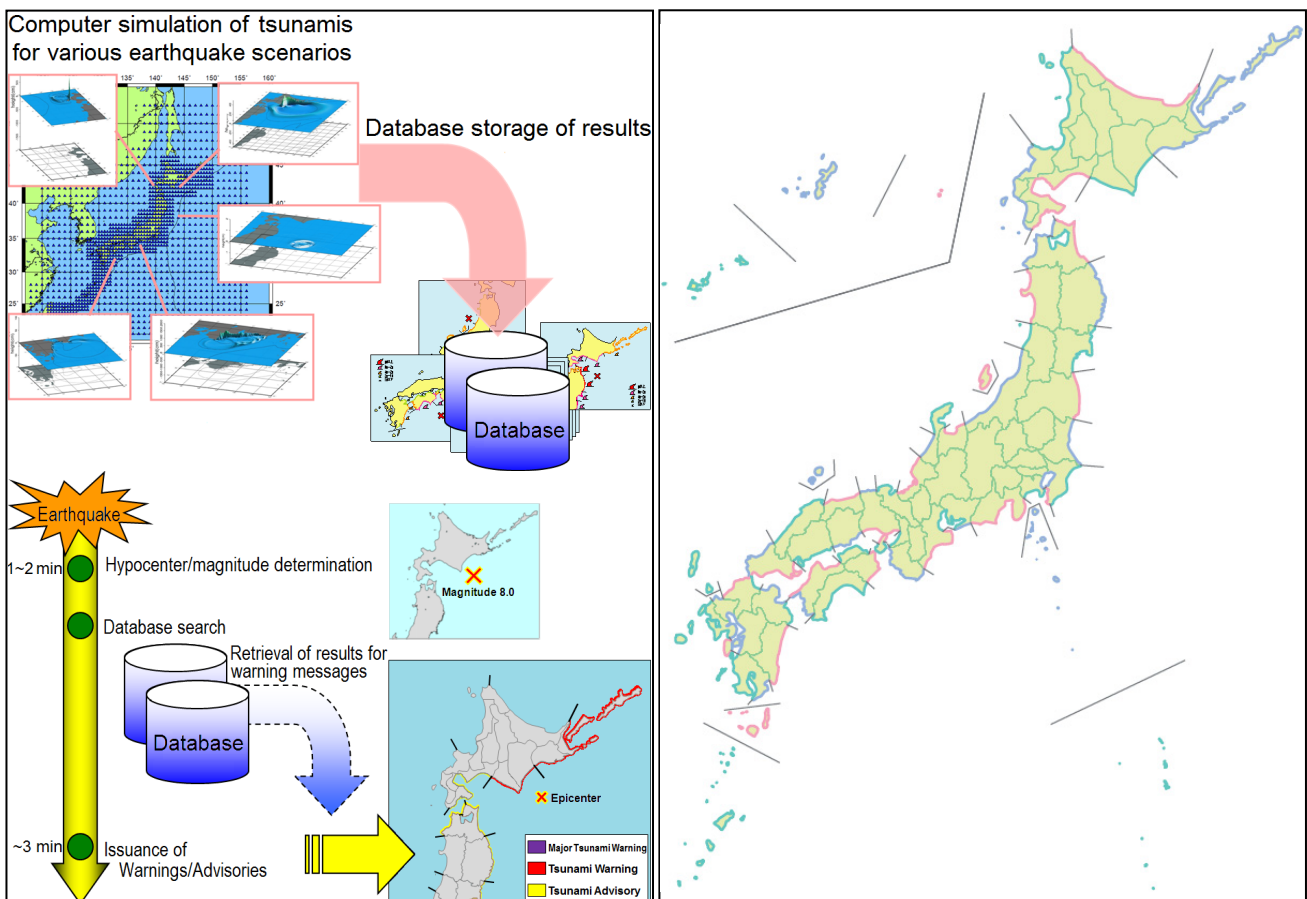 Computer simulation of tsunamis
for various earthquake scenarios
135'
140'
145'
150'
155'
160'
Database storage of results
40'
35'
30'
25'
25'
Database
Earthquake
1~2 min
Hypocenter/magnitude determination
Magnitude 8.0
Database search
Retrieval of results for
warning messages
Database
Epicenter
~3 min
Issuance of
Warnings/Advisories
Major Tsunami Warning
Tsunami Warning
Tsunami Advisory